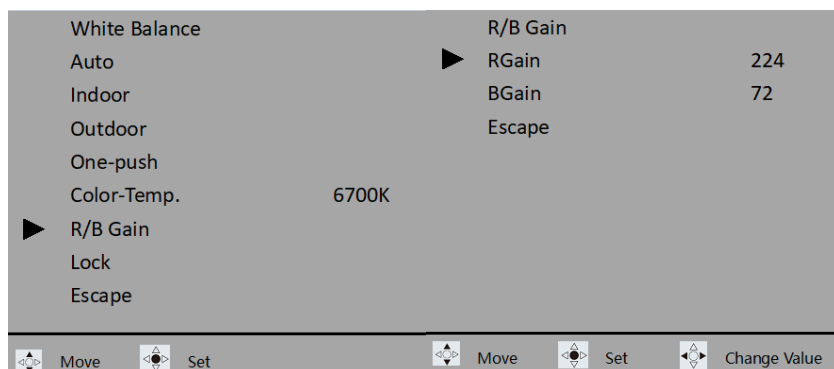 White Balance
Auto
Indoor
Outdoor
One-push
Color-Temp. 6700K
R/B Gain
Lock
Escape
Move Set
R/B Gain
RGain 224
BGain 72
Escape
Move Set Change Value